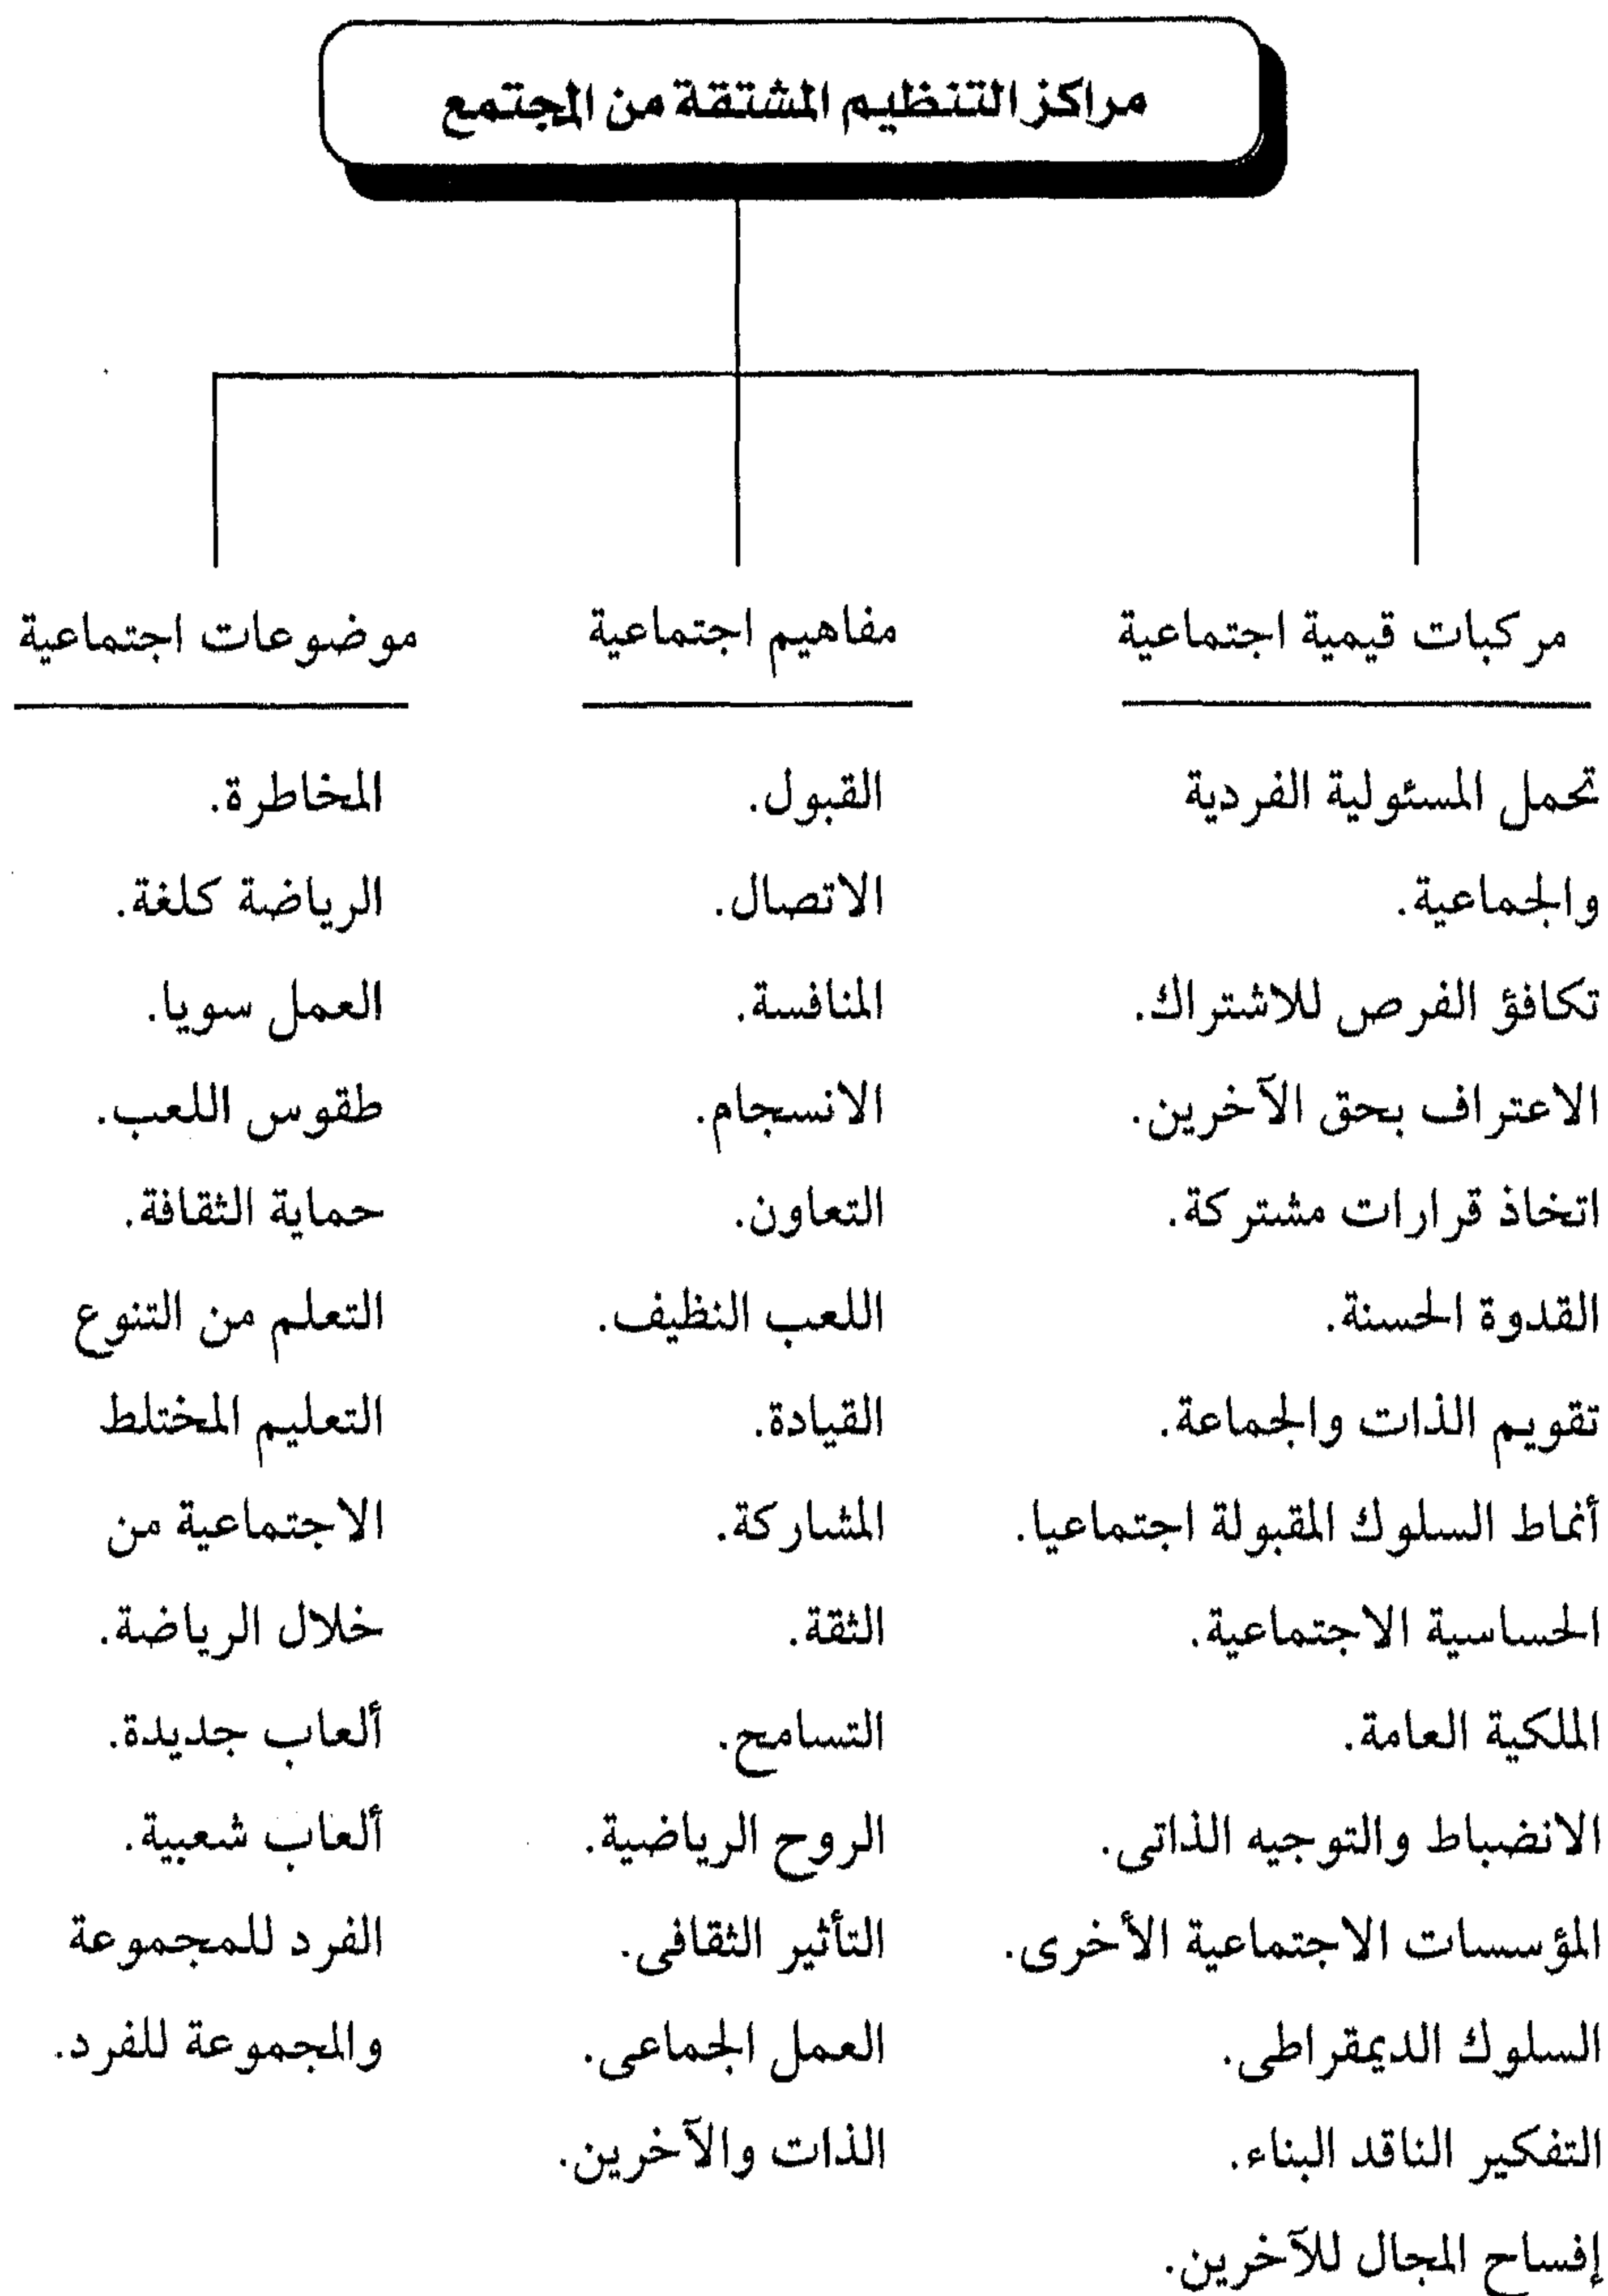 مراكز التنظيم المشتقة من المجتمع
مركبات قيمية اجتماعية
تحمل المسئولية الفردية
والجماعية.
تكافؤ الفرص للاشتراك.
الاعتراف بحق الآخرين.
اتخاذ قرارات مشتركة.
القدوة الحسنة.
تقويم الذات والجماعة.
أنماط السلوك المقبولة اجتماعيا.
الحساسية الاجتماعية.
الملكية العامة.
الانضباط والتوجيه الذاتى.
المؤسسات الاجتماعية الأخرى.
السلوك الديمقراطى.
التفكير الناقد البناء.
إفساح المجال للآخرين.
مفاهيم اجتماعية
القبول.
الاتصال.
المنافسة.
الانسجام.
التعاون.
اللعب النظيف.
القيادة.
المشاركة.
الثقة.
التسامح.
الروح الرياضية.
التأثير الثقافى.
العمل الجماعى.
الذات والآخرين.
موضوعات اجتماعية
المخاطرة.
الرياضة كلغة.
العمل سويا.
طقوس اللعب.
حماية الثقافة.
التعلم من التنوع
التعليم المختلط
الاجتماعية من
خلال الرياضة.
ألعاب جديدة.
ألعاب شعبية.
الفرد للمجموعة
والمجموعة للفرد.